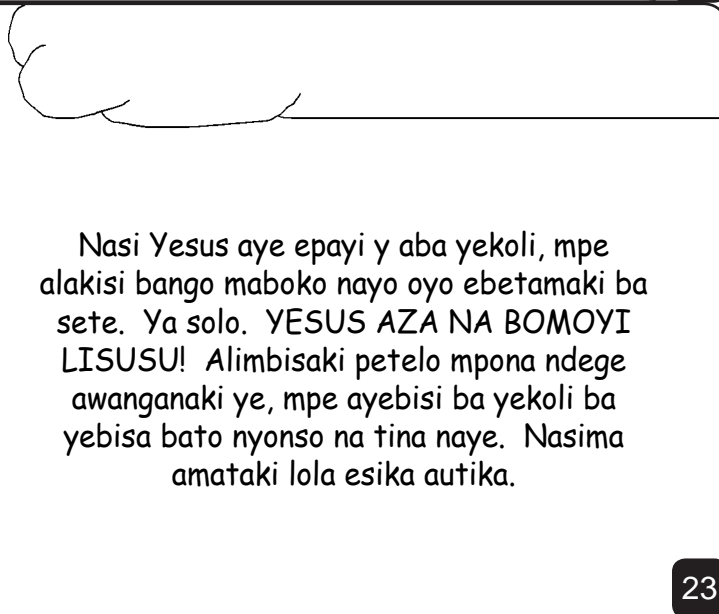 Nasi Yesus aye epayi y aba yekoli, mpe
alakisi bango maboko nayo oyo ebetamaki ba
sete.  Ya solo.  YESUS AZA NA BOMOYI
LISUSU!  Alimbisaki petelo mpona ndege
awanganaki ye, mpe ayebisi ba yekoli ba
yebisa bato nyonso na tina naye.  Nasima
amataki lola esika autika.
23